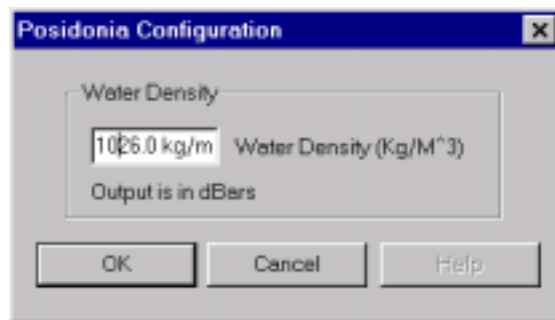 Posidonia Configuration
Water Density
1026.0 kg/m Water Density (Kg/M^3)
Output is in dBars
OK Cancel Help